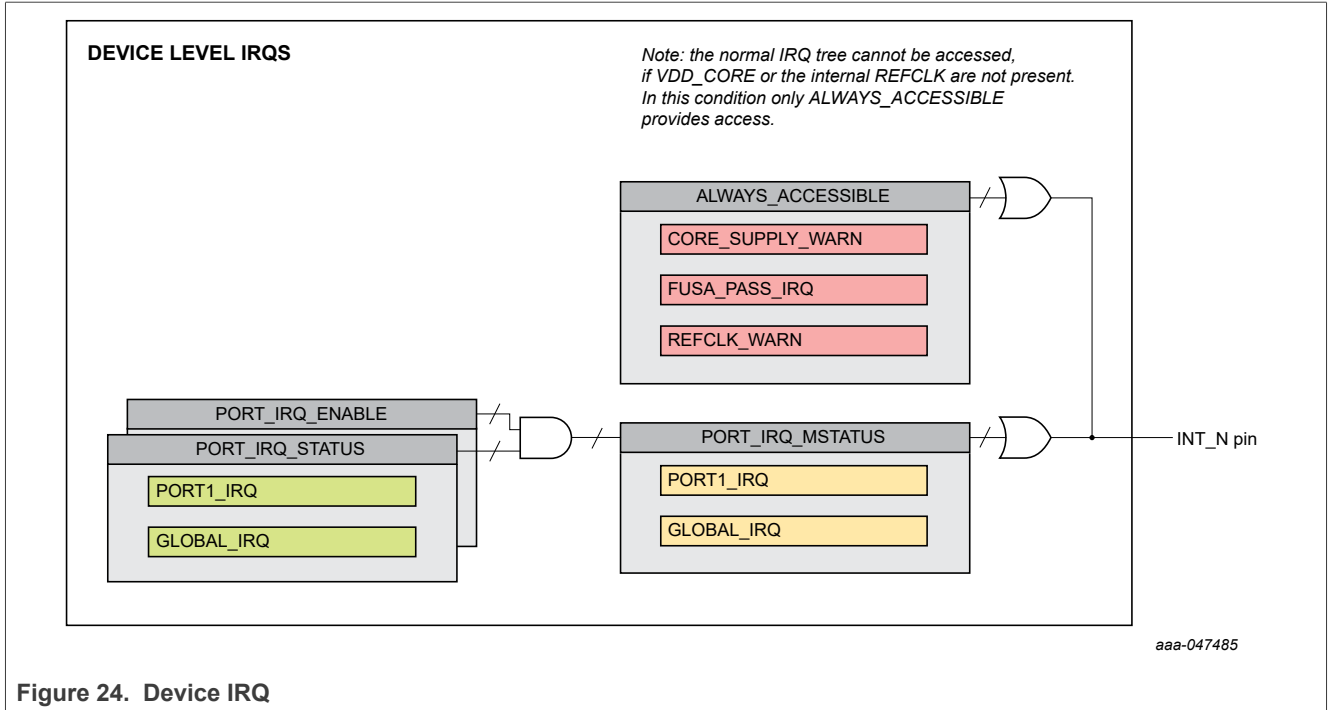 DEVICE LEVEL IRQS
Note: the normal IRQ tree cannot be accessed,
if VDD_CORE or the internal REFCLK are not present.
In this condition only ALWAYS_ACCESSIBLE
provides access.
ALWAYS_ACCESSIBLE
CORE_SUPPLY_WARN
FUSA_PASS_IRQ
REFCLK_WARN
PORT_IRQ_ENABLE
PORT_IRQ_STATUS
PORT1_IRQ
GLOBAL_IRQ
PORT_IRQ_MSTATUS
PORT1_IRQ
GLOBAL_IRQ
INT_N pin
aaa-047485
Figure 24. Device IRQ